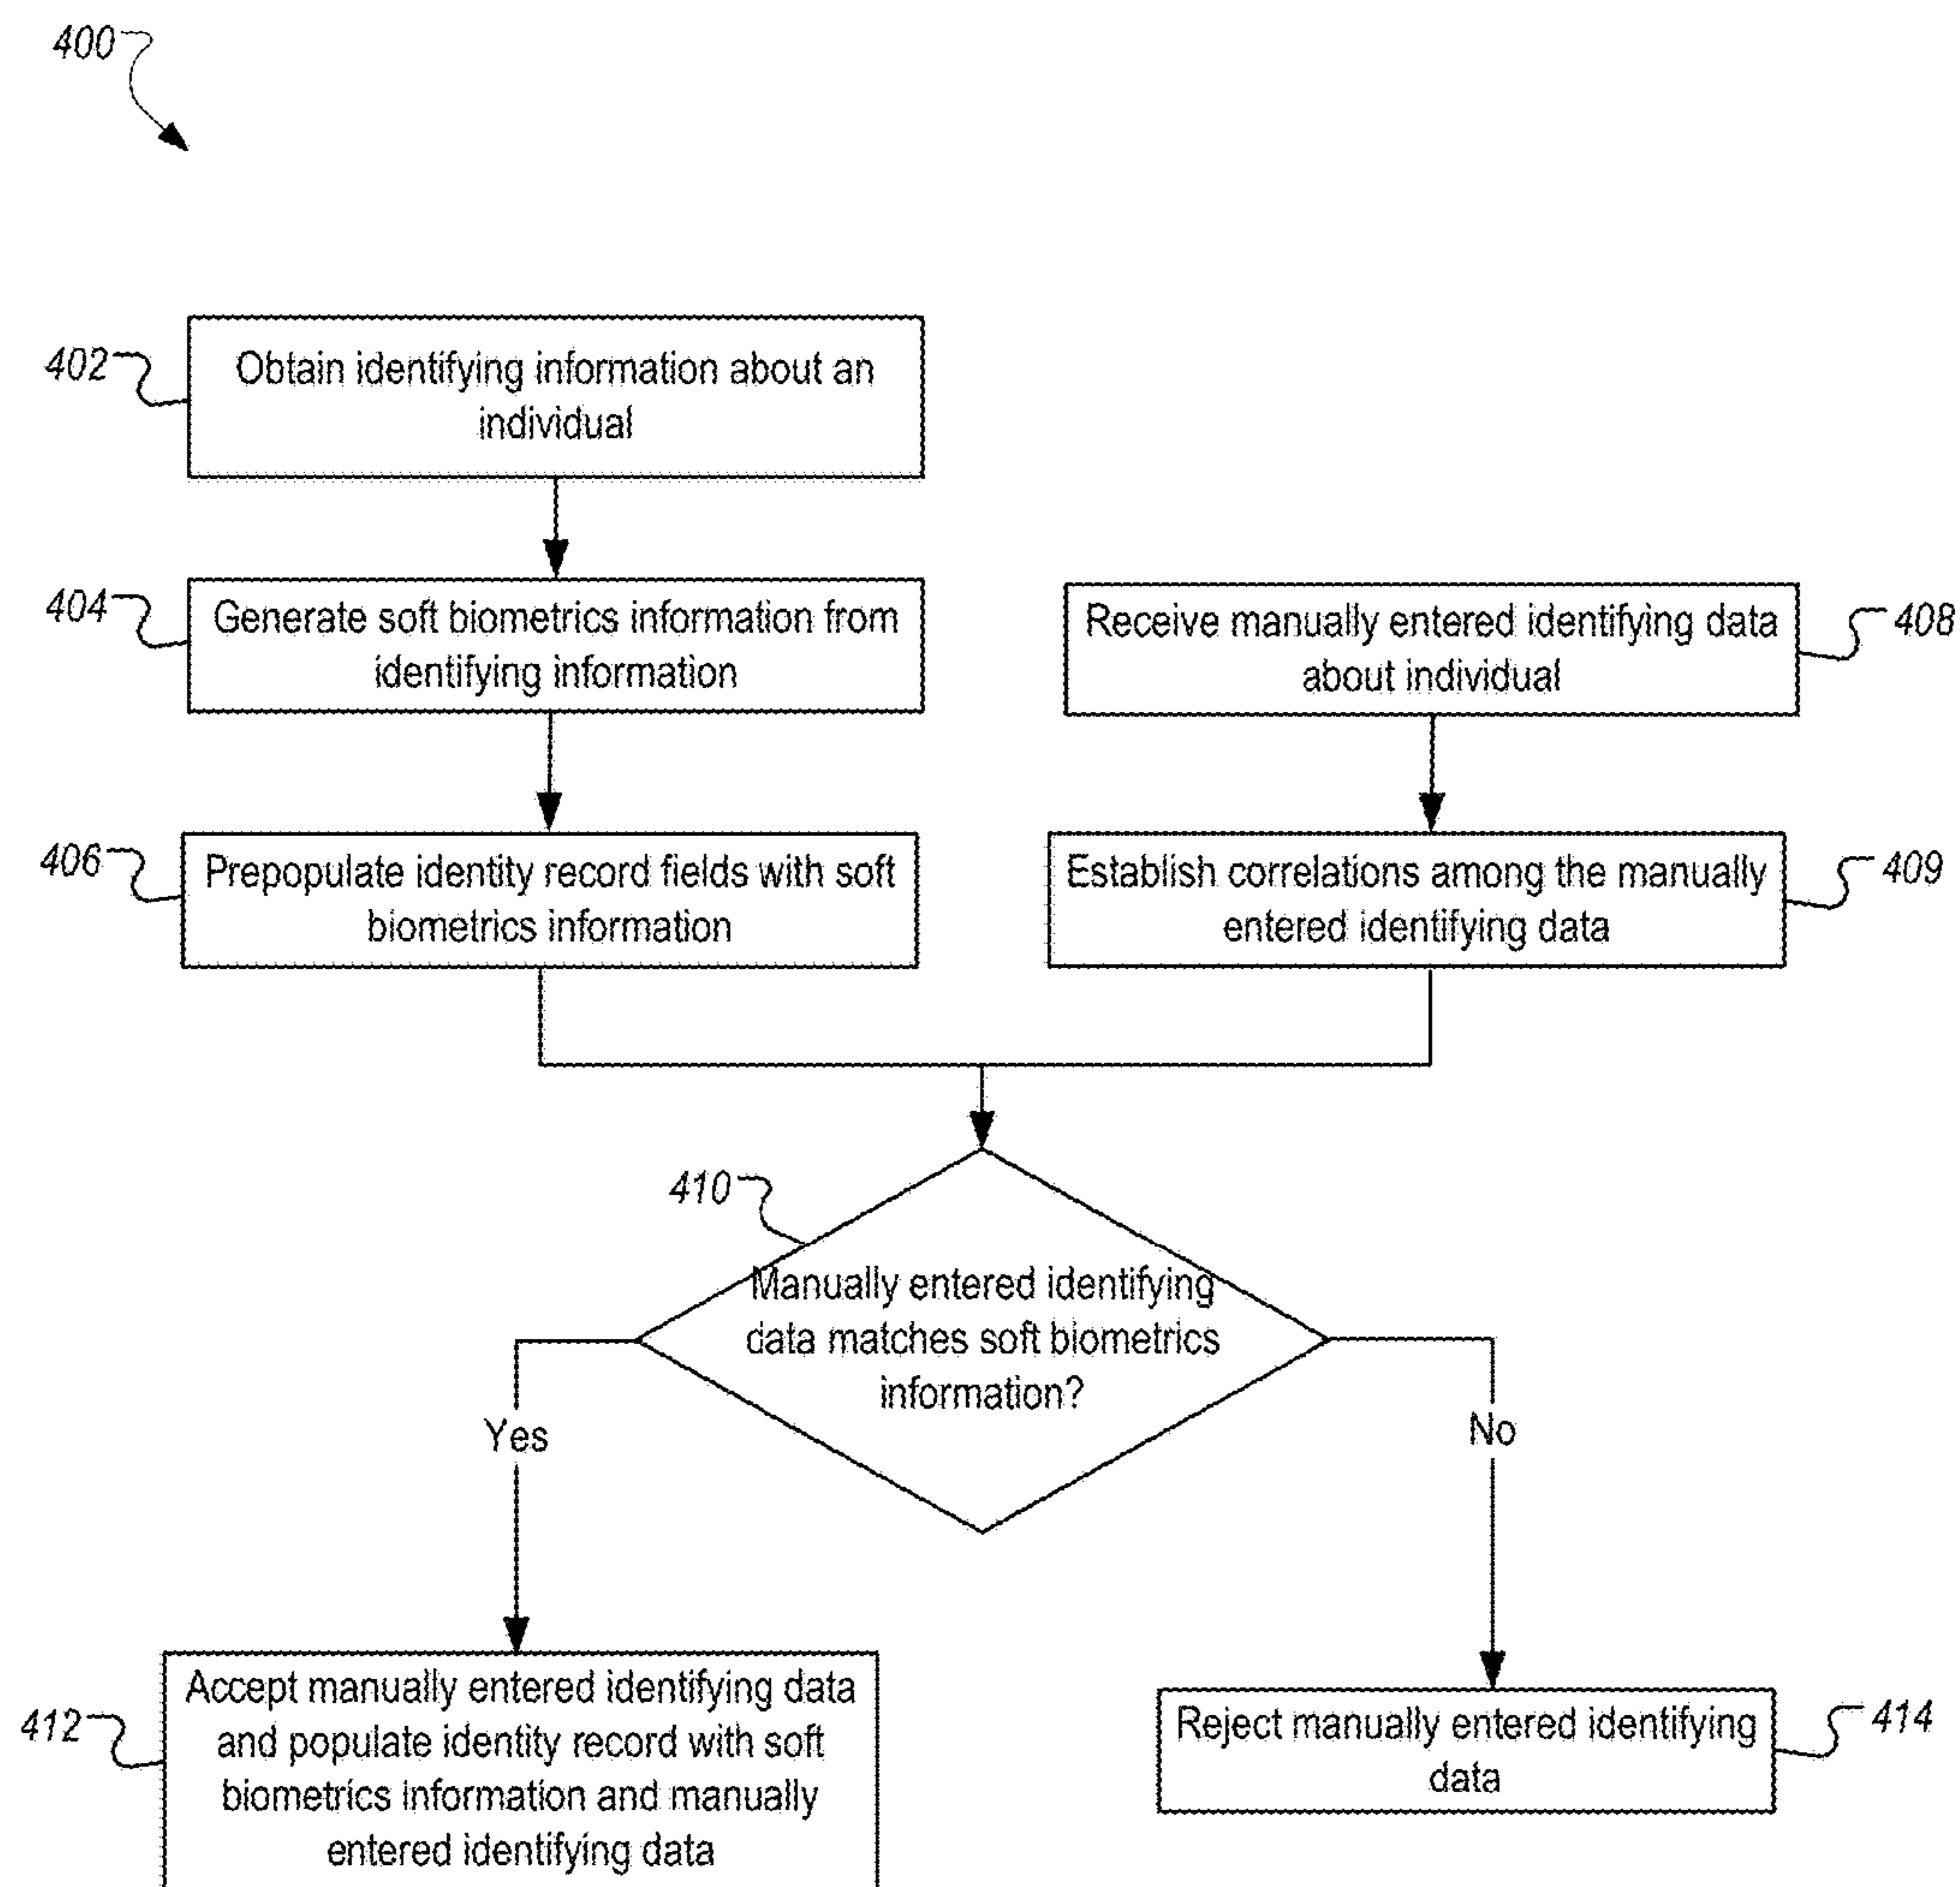 400
402
Obtain identifying information about an
individual
404
Generate soft biometrics information from
identifying information
Receive manually entered identifying data
about individual
408
406
Prepopulate identity record fields with soft
biometrics information
Establish correlations among the manually
entered identifying data
409
410
Manually entered identifying
data matches soft biometrics
information?
Yes
No
412
Accept manually entered identifying data
and populate identity record with soft
biometrics information and manually
entered identifying data
Reject manually entered identifying
data
414